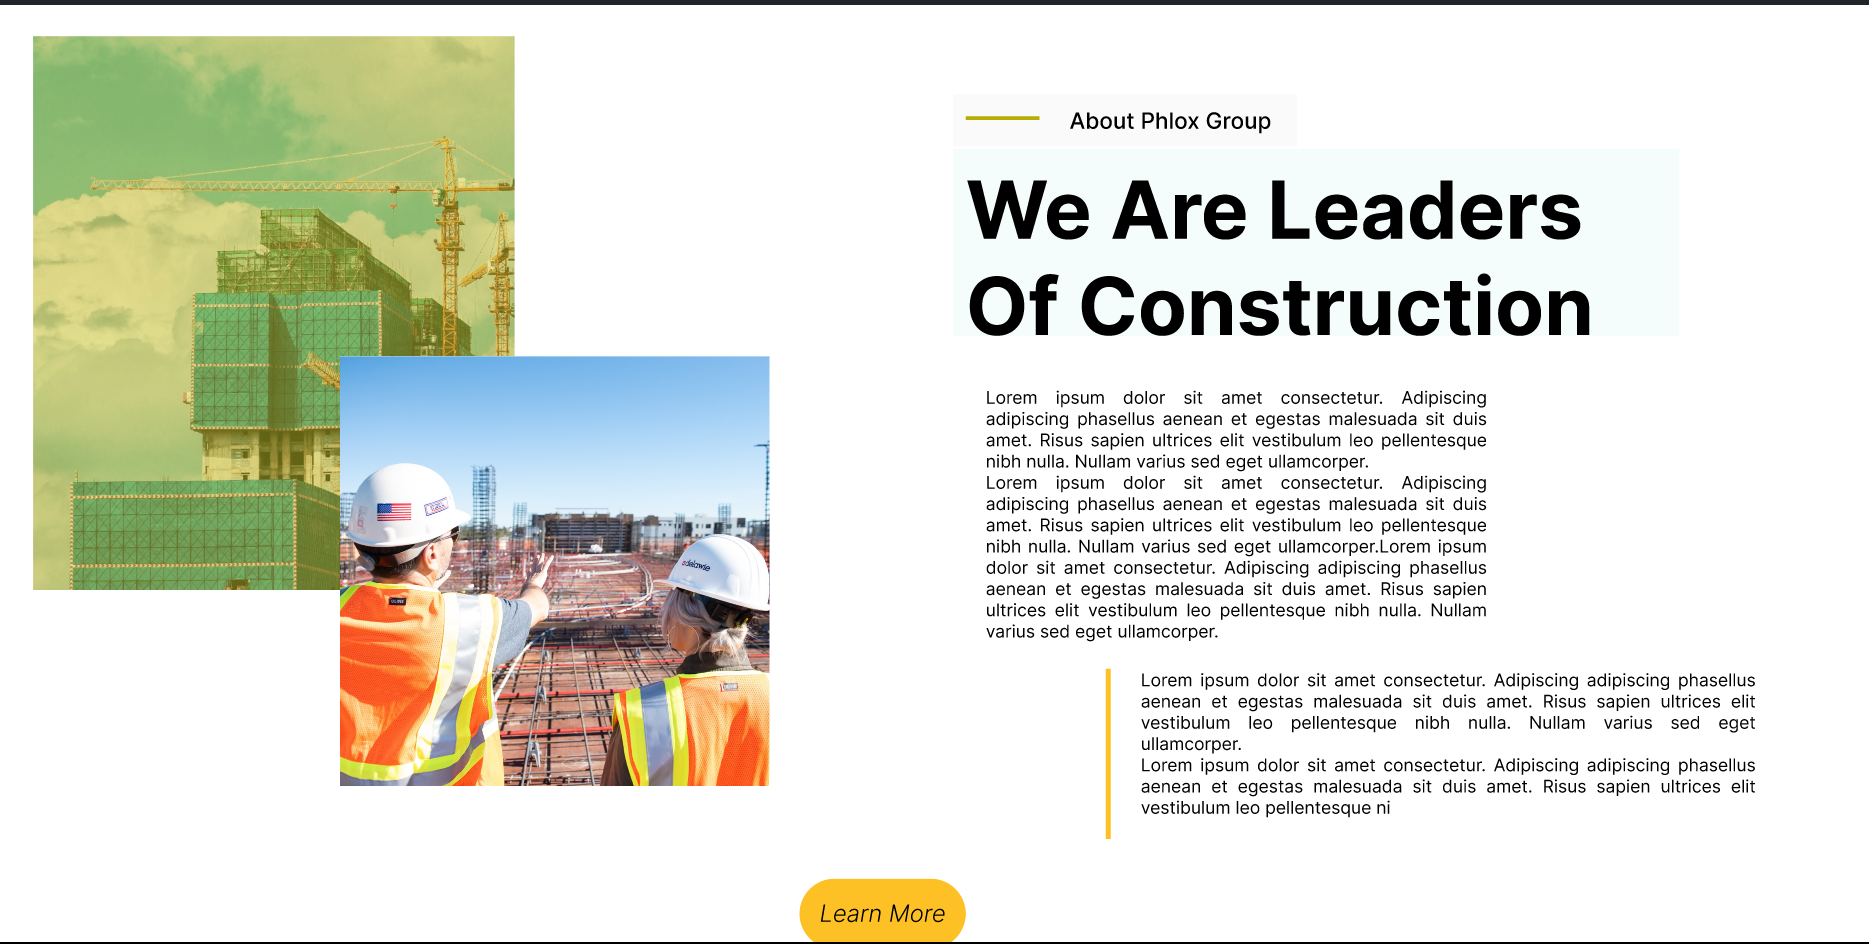 About Phlox Group
We Are Leaders
Of Construction
Lorem ipsum dolor sit amet consectetur. Adipiscing
adipiscing phasellus aenean et egestas malesuada sit duis
amet. Risus sapien ultrices elit vestibulum leo pellentesque
nibh nulla. Nullam varius sed eget ullamcorper.
Lorem ipsum dolor sit amet consectetur. Adipiscing
adipiscing phasellus aenean et egestas malesuada sit duis
amet. Risus sapien ultrices elit vestibulum leo pellentesque
nibh nulla. Nullam varius sed eget ullamcorper.Lorem ipsum
dolor sit amet consectetur. Adipiscing adipiscing phasellus
aenean et egestas malesuada sit duis amet. Risus sapien
ultrices elit vestibulum leo pellentesque nibh nulla. Nullam
varius sed eget ullamcorper.
Lorem ipsum dolor sit amet consectetur. Adipiscing adipiscing phasellus
aenean et egestas malesuada sit duis amet. Risus sapien ultrices elit
vestibulum leo pellentesque nibh nulla. Nullam varius sed eget
ullamcorper.
Lorem ipsum dolor sit amet consectetur. Adipiscing adipiscing phasellus
aenean et egestas malesuada sit duis amet. Risus sapien ultrices elit
vestibulum leo pellentesque ni
Learn More